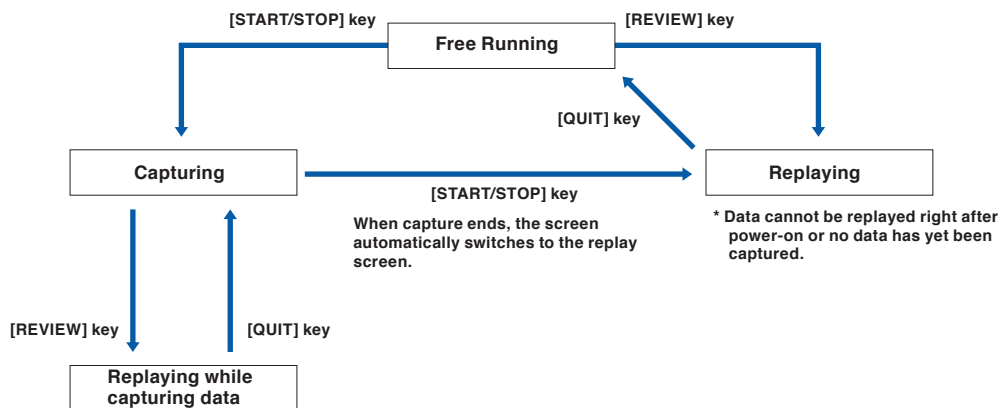 [START/STOP] key
[REVIEW] key
Free Running
[QUIT] key
Capturing
Replaying
[START/STOP] key
When capture ends, the screen
automatically switches to the replay
screen.
* Data cannot be replayed right after
power-on or no data has yet been
captured.
[REVIEW] key
[QUIT] key
Replaying while
capturing data